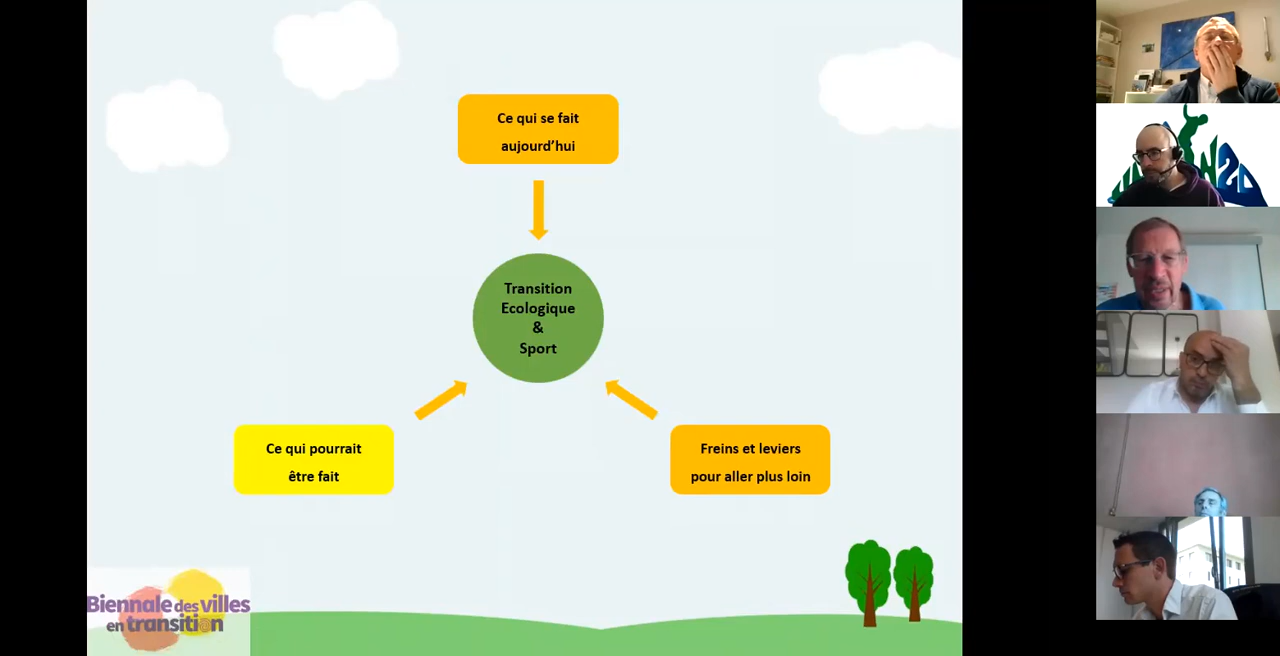 Ce qui se fait
aujourd'hui
Transition
Ecologique
&
Sport
Ce qui pourrait
être fait
Freins et leviers
pour aller plus loin
Biennale des villes
en transition